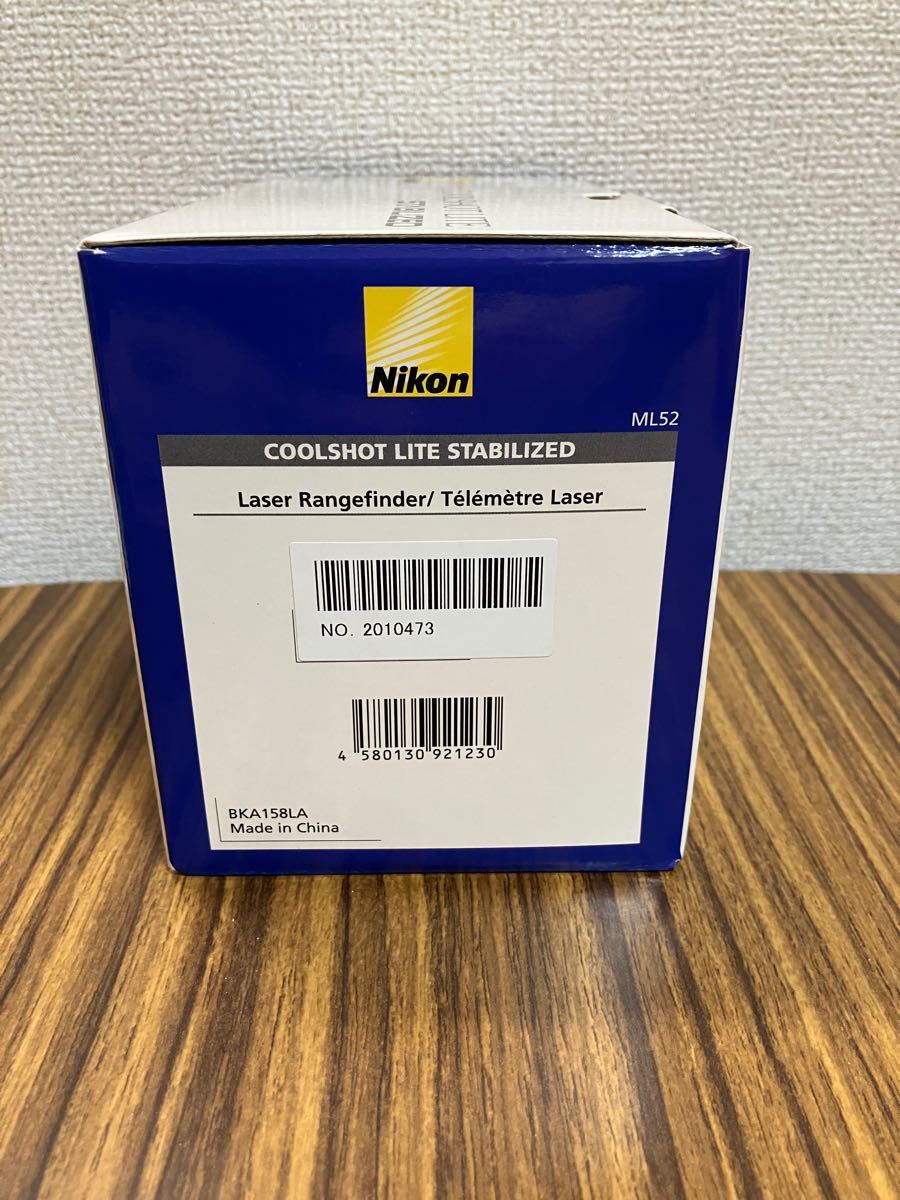 Nikon
ML52
COOLSHOT LITE STABILIZED
Laser Rangefinder/ Télémètre Laser
NO. 2010473
4 580130 921230
BKA158LA
Made in China